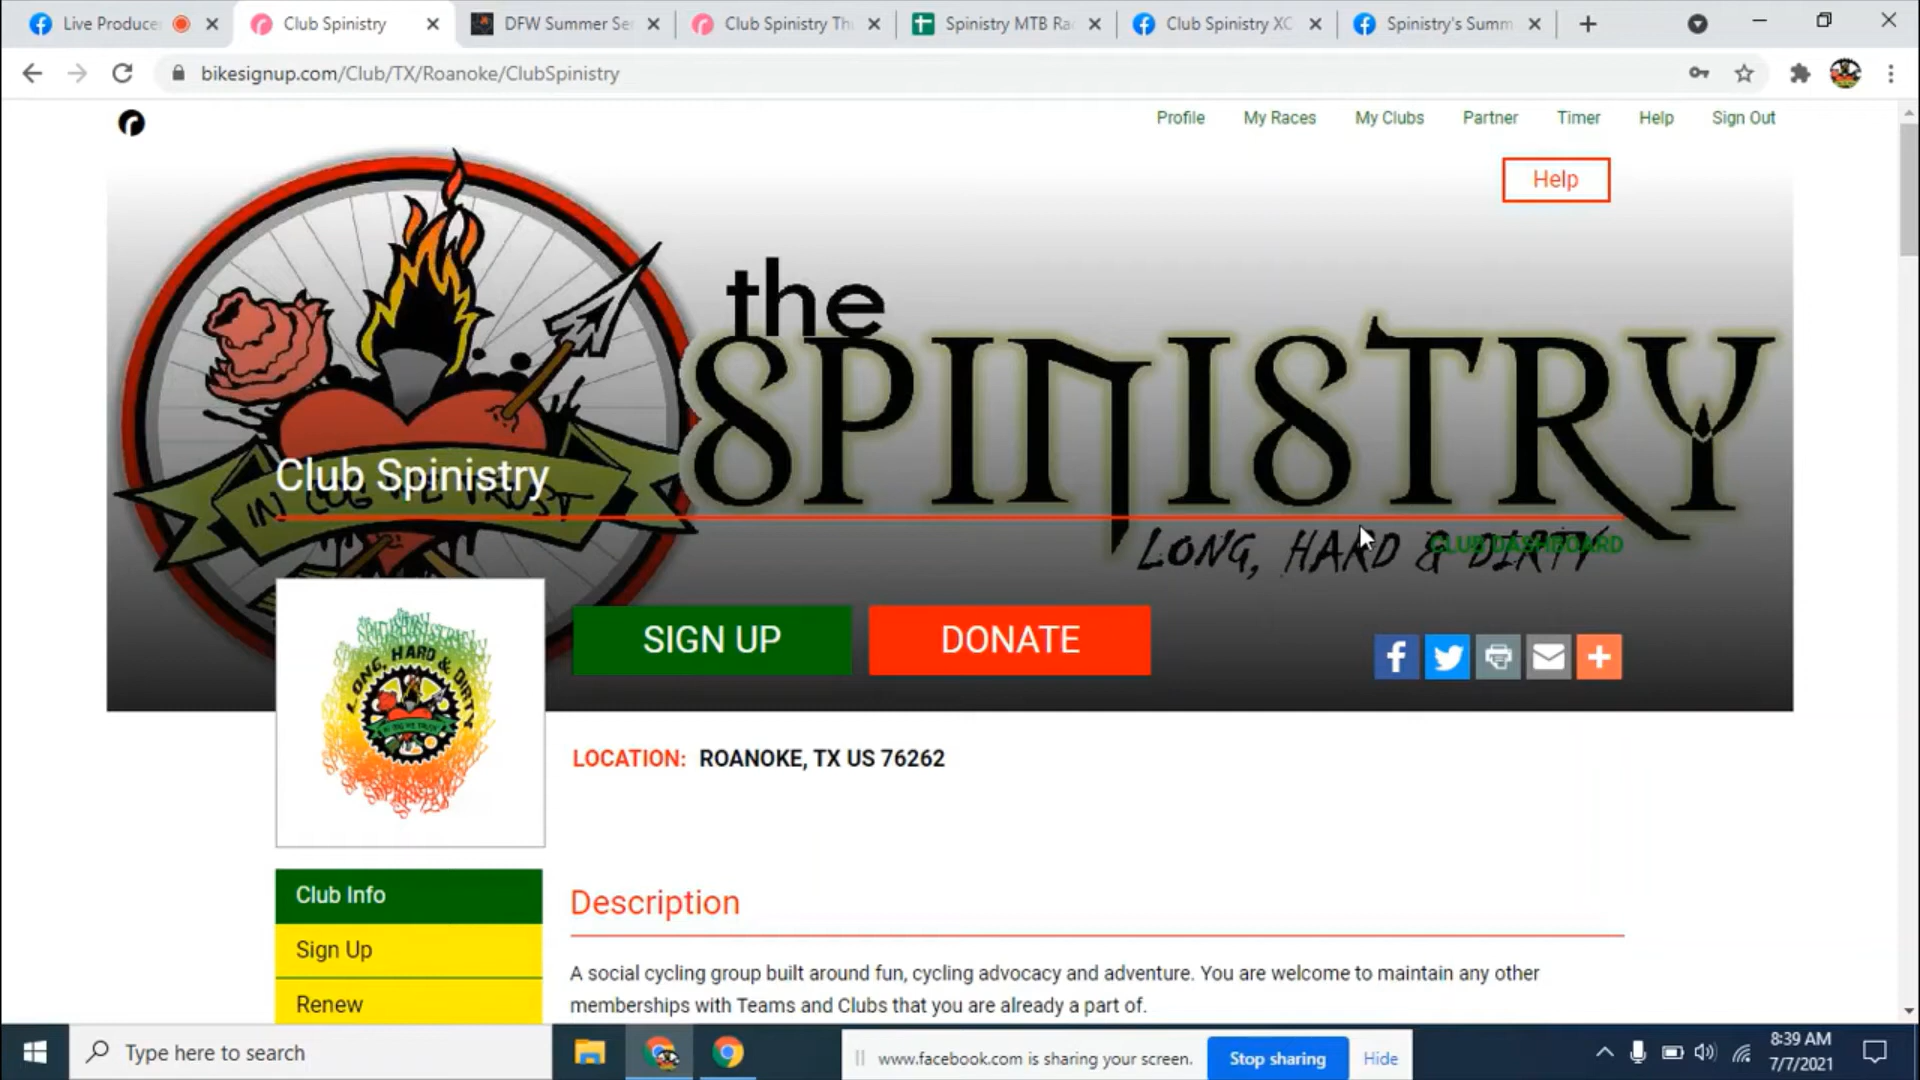 Live Produce
Club Spinistry
DFW Summer Se
Club Spinistry Th
Spinistry MTB Ra
Club Spinistry XC
Spinistry's Summ
bikesignup.com/Club/TX/Roanoke/ClubSpinistry
Profile My Races My Clubs Partner Timer Help Sign Out
Help
the
SPINISTRY
Club Spinistry
IN COG WE TRUST
LONG, HARD & DIRTY
CLUB DASHBOARD
SIGN UP DONATE
LONG, HARD & DIRTY
LOCATION: ROANOKE, TX US 76262
Club Info
Sign Up
Renew
Description
A social cycling group built around fun, cycling advocacy and adventure. You are welcome to maintain any other
memberships with Teams and Clubs that you are already a part of.
Type here to search
www.facebook.com is sharing your screen. Stop sharing Hide
8:39 AM
7/7/2021